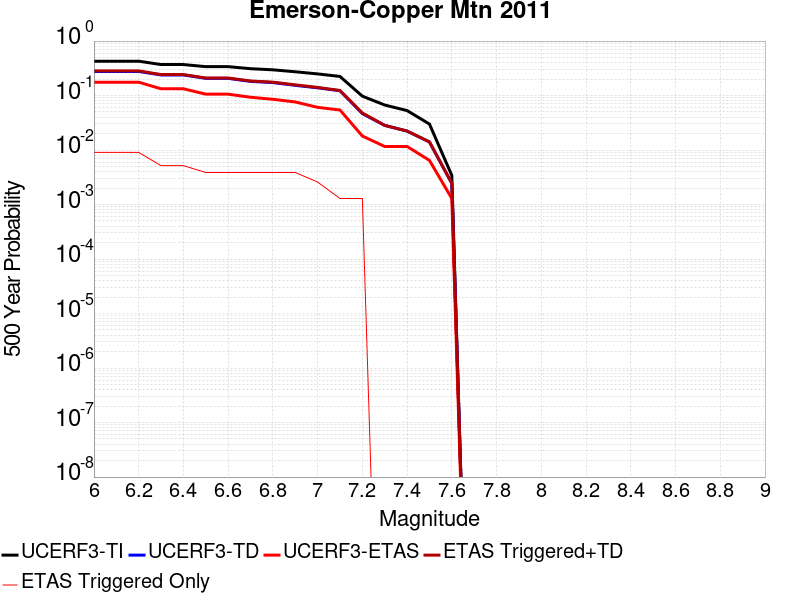 Emerson-Copper Mtn 2011
10^0
10^-1
10^-2
10^-3
10^-4
10^-5
10^-6
10^-7
10^-8
500 Year Probability
6 6.2 6.4 6.6 6.8 7 7.2 7.4 7.6 7.8 8 8.2 8.4 8.6 8.8 9
Magnitude
UCERF3-TI UCERF3-TD UCERF3-ETAS ETAS Triggered+TD
ETAS Triggered Only